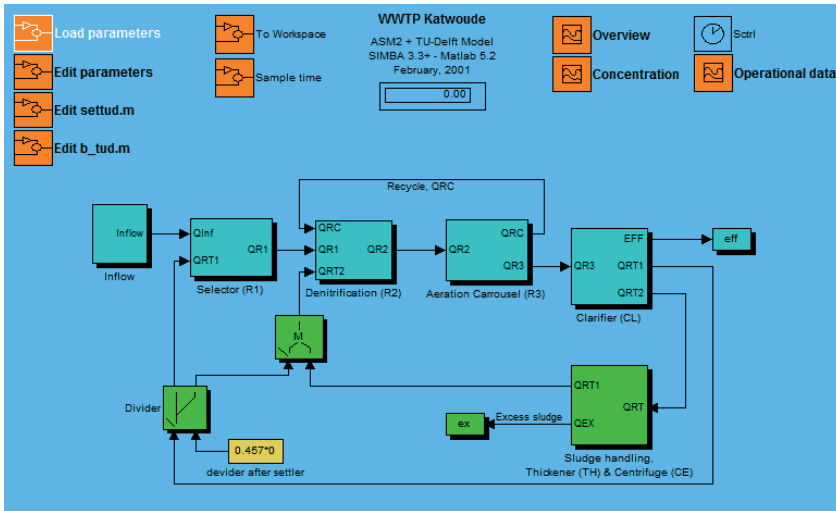 Load parameters
Edit parameters
Edit settud.m
Edit b_tud.m
To Workspace
Sample time
WWTP Katwoude
ASM2 + TU-Delft Model
SIMBA 3.3+ - Matlab 5.2
February, 2001
0.00
Overview
Concentration
Sctrl
Operational data
Recycle, QRC
Inflow
Inflow
QInf
QRT1
QR1
Selector (R1)
QRC
QR1
QRT2
QR2
Denitrification (R2)
QR2
QRC
QR3
Aeration Carrousel (R3)
QR3
EFF
QRT1
QRT2
Clarifier (CL)
eff
M
Divider
0.457*0
devider after settler
ex
Excess sludge
QRT1
QEX
QRT
Sludge handling,
Thickener (TH) & Centrifuge (CE)